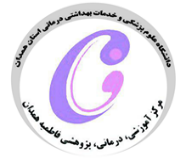 دانشگاه علوم پزشکی و خدمات بهداشتی درمانی استان همدان
مرکز آموزشی، درمانی، پژوهشی فاطمیه همدان